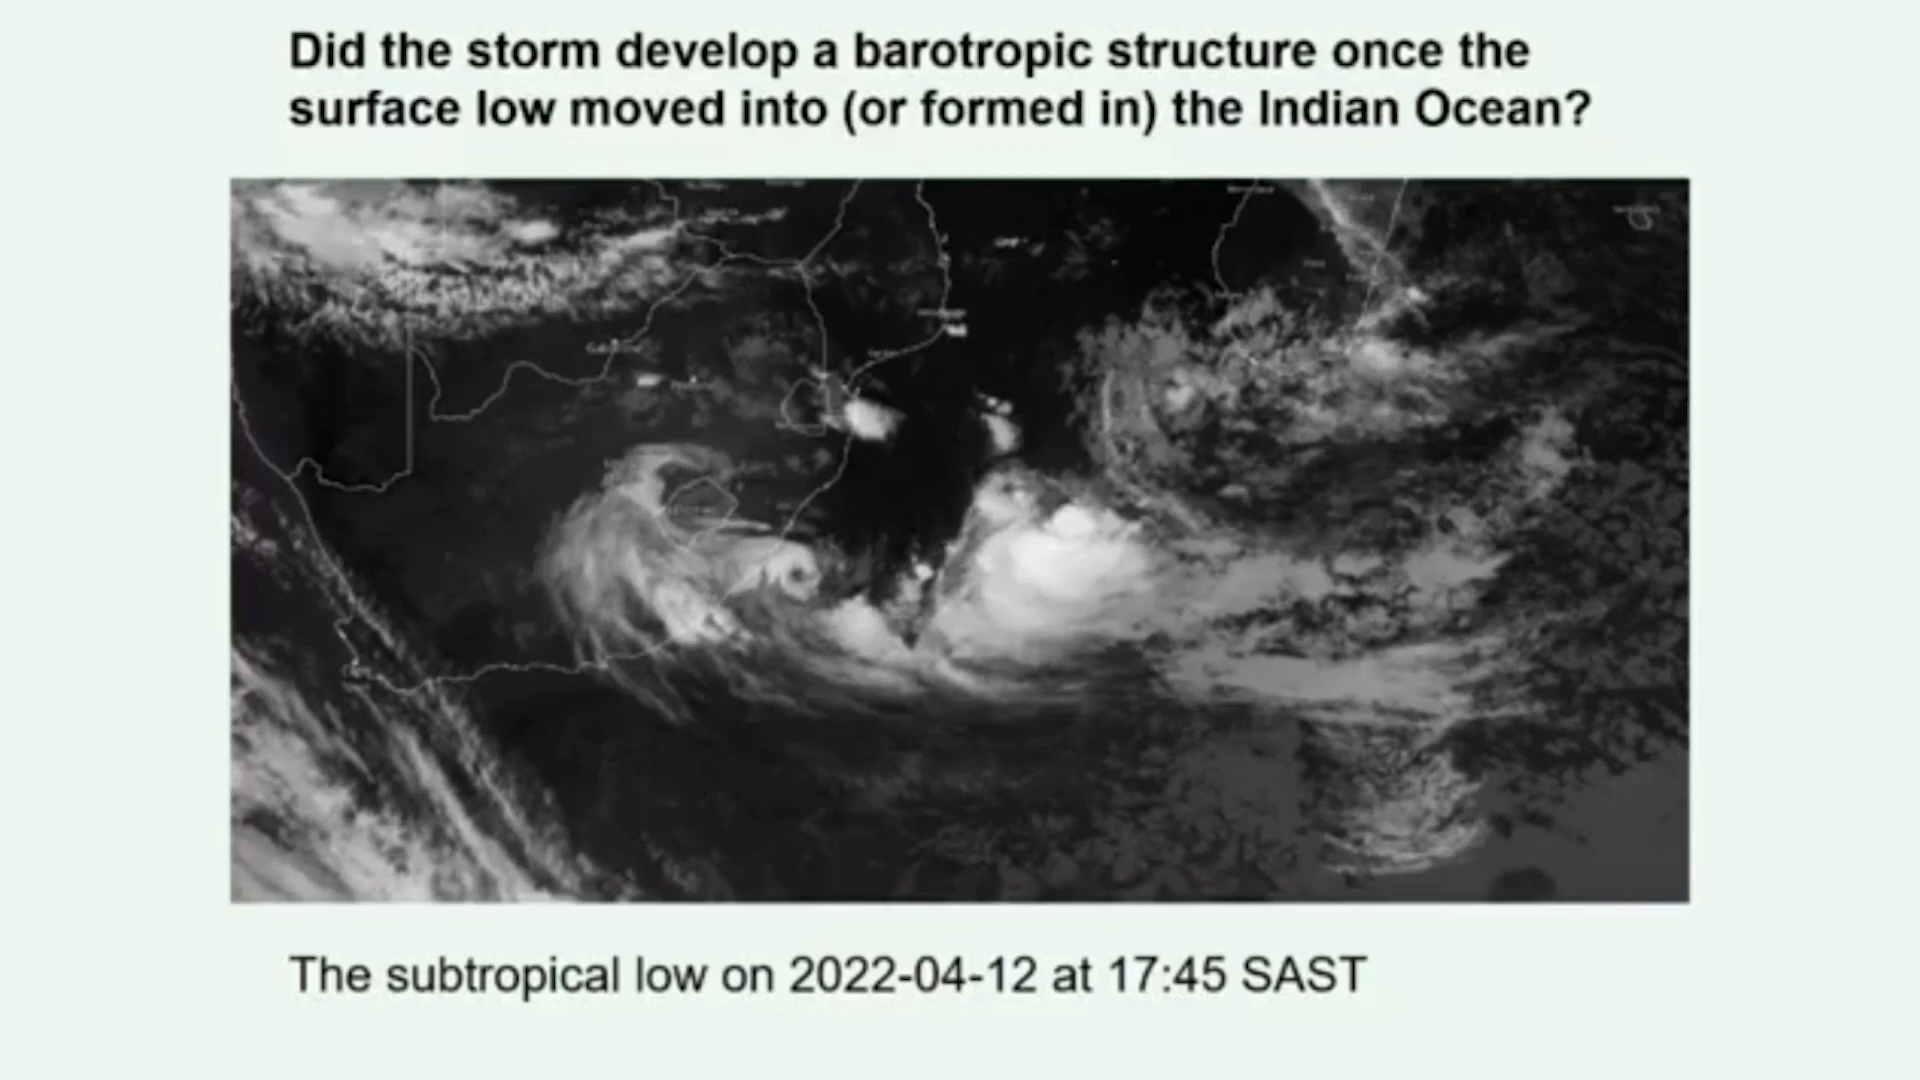 Did the storm develop a barotropic structure once the
surface low moved into (or formed in) the Indian Ocean?
The subtropical low on 2022-04-12 at 17:45 SAST